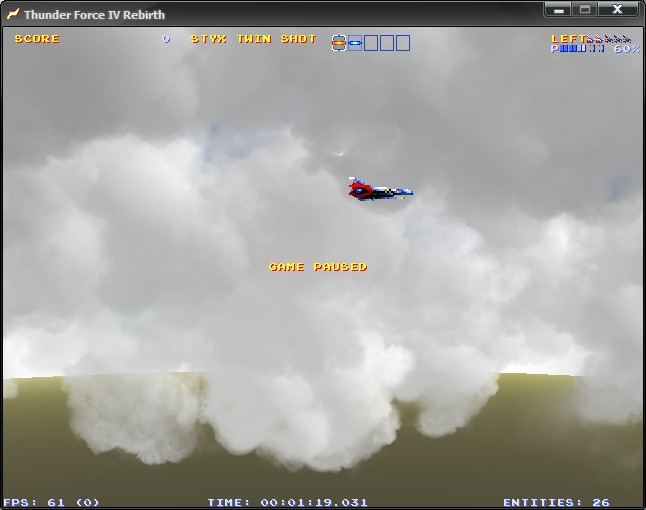 Thunder Force IV Rebirth
SCORE 0 STYX TWIN SHOT LEFT
P 60%
GAME PAUSED
FPS: 61 (0) TIME: 00:01:19.031 ENTITIES: 26